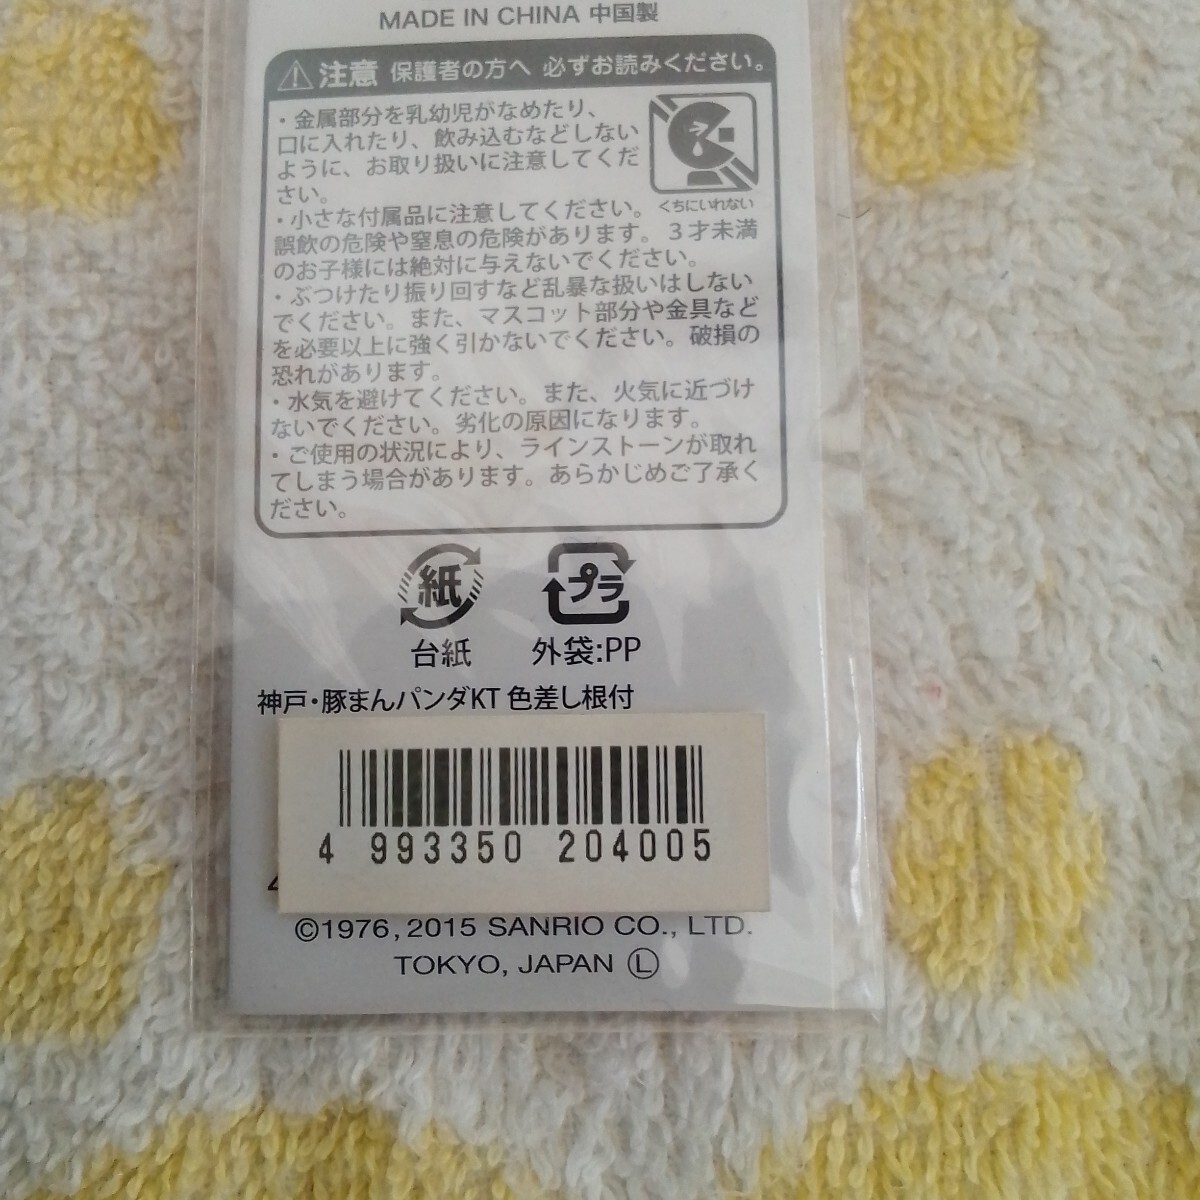 MADE IN CHINA 中国製
注意 保護者の方へ 必ずお読みください。
・金属部分を乳幼児がなめたり、
口に入れたり、飲み込むなどしない
ように、お取り扱いに注意してくだ
さい。
くちにいれない
・小さな付属品に注意してください。
誤飲の危険や窒息の危険があります。3才未満
のお子様には絶対に与えないでください。
・ぶつけたり振り回すなど乱暴な扱いはしない
でください。また、マスコット部分や金具など
を必要以上に強く引かないでください。破損の
恐れがあります。
・水気を避けてください。また、火気に近づけ
ないでください。劣化の原因になります。
・ご使用の状況により、ラインストーンが取れ
てしまう場合があります。あらかじめご了承く
ださい。
紙 プラ
台紙 外袋:PP
神戸・豚まんパンダKT 色差し根付
4 993350 204005
©1976, 2015 SANRIO CO., LTD.
TOKYO, JAPAN Ⓛ